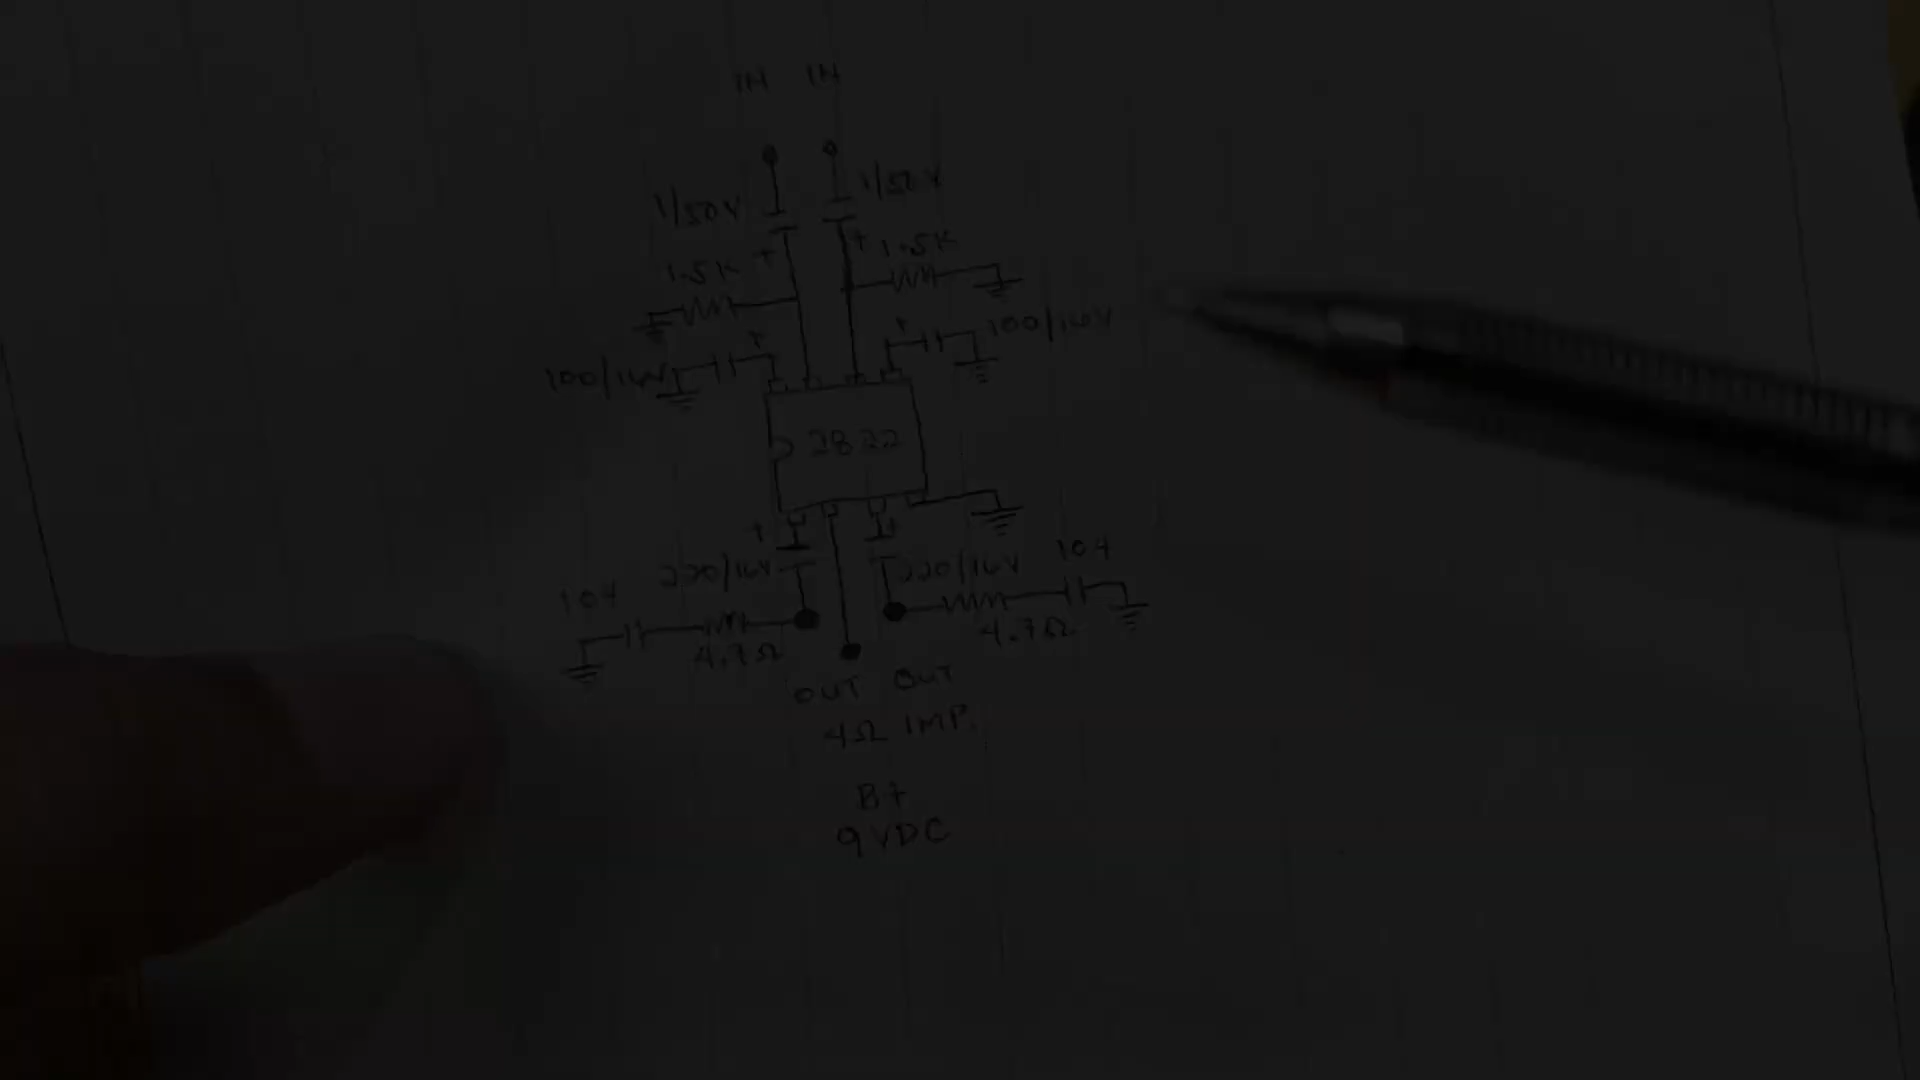 IN IN
1/50V 1/50V
+ +
1.5K 1.5K
+ +
100/16V 100/16V
2822
+ +
220/16V 220/16V
104 104
4.7Ω 4.7Ω
OUT OUT
4Ω IMP.
B+
9VDC